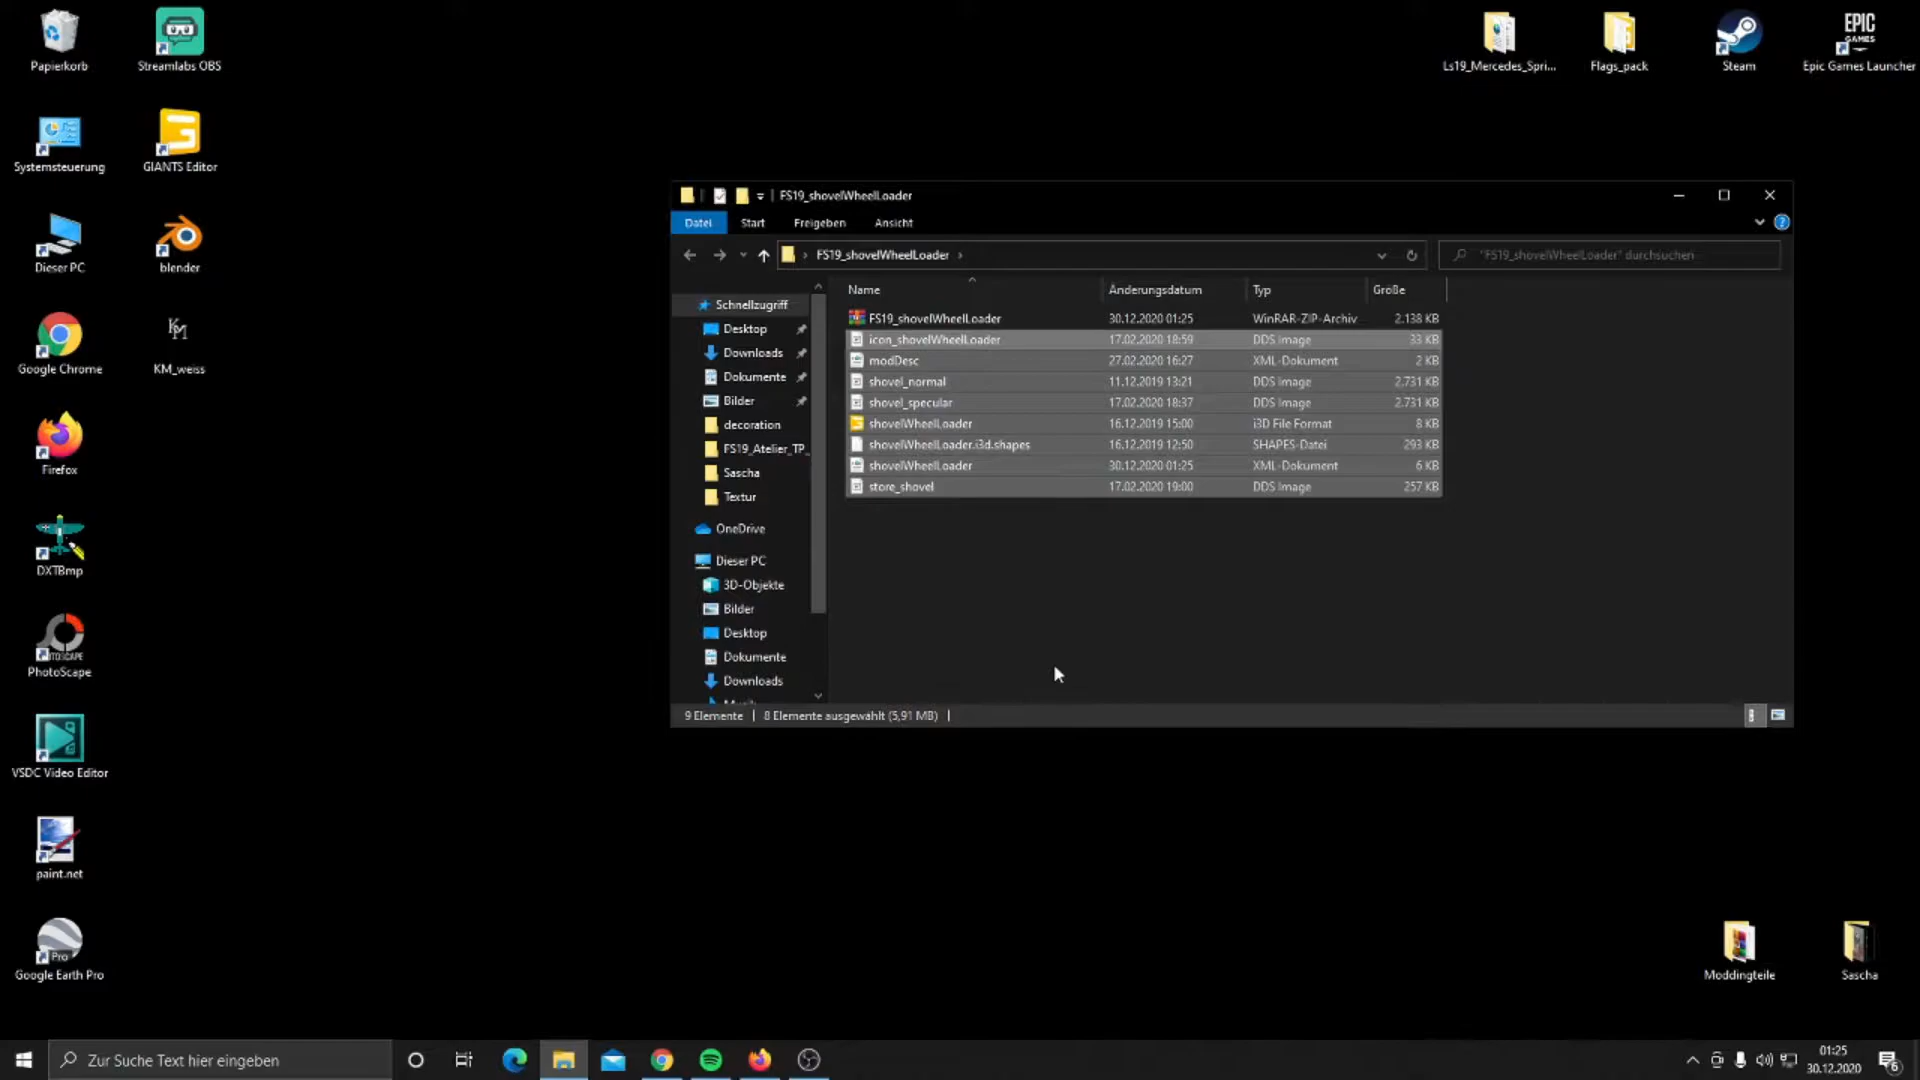 Papierkorb
Streamlabs OBS
Ls19_Mercedes_Spri...
Flags_pack
Steam
EPIC
GAMES
Epic Games Launcher
Systemsteuerung
GIANTS Editor
Dieser PC
blender
Google Chrome
KM
KM_weiss
Firefox
DXTBmp
PhotoScape
VSDC Video Editor
paint.net
Pro
Google Earth Pro
FS19_shovelWheelLoader
Datei
Start
Freigeben
Ansicht
FS19_shovelWheelLoader
"FS19_shovelWheelLoader" durchsuchen
Name
Änderungsdatum
Typ
Größe
FS19_shovelWheelLoader 30.12.2020 01:25 WinRAR-ZIP-Archiv 2.138 KB
icon_shovelWheelLoader 17.02.2020 18:59 DDS Image 33 KB
modDesc 27.02.2020 16:27 XML-Dokument 2 KB
shovel_normal 11.12.2019 13:21 DDS Image 2.731 KB
shovel_specular 17.02.2020 18:37 DDS Image 2.731 KB
shovelWheelLoader 16.12.2019 15:00 i3D File Format 8 KB
shovelWheelLoader.i3d.shapes 16.12.2019 12:50 SHAPES-Datei 293 KB
shovelWheelLoader 30.12.2020 01:25 XML-Dokument 6 KB
store_shovel 17.02.2020 19:00 DDS Image 257 KB
Schnellzugriff
Desktop
Downloads
Dokumente
Bilder
decoration
FS19_Atelier_TP_
Sascha
Textur
OneDrive
Dieser PC
3D-Objekte
Bilder
Desktop
Dokumente
Downloads
9 Elemente
8 Elemente ausgewählt (5,91 MB)
Moddingteile
Sascha
Zur Suche Text hier eingeben
01:25
30.12.2020
6